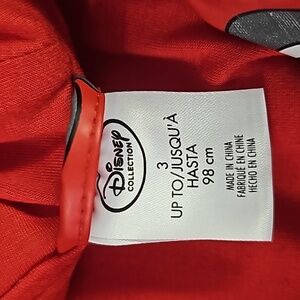 Disney
COLLECTION
3
UP TO/JUSQU'À
HASTA
98 cm
MADE IN CHINA
FABRIQUÉ EN CHINE
HECHO EN CHINA